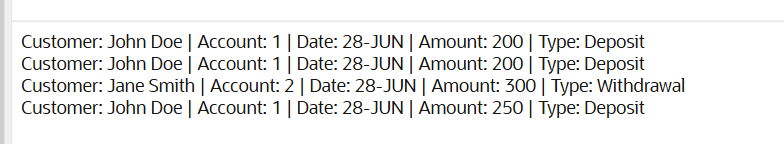 Customer: John Doe | Account: 1 | Date: 28-JUN | Amount: 200 | Type: Deposit
Customer: John Doe | Account: 1 | Date: 28-JUN | Amount: 200 | Type: Deposit
Customer: Jane Smith | Account: 2 | Date: 28-JUN | Amount: 300 | Type: Withdrawal
Customer: John Doe | Account: 1 | Date: 28-JUN | Amount: 250 | Type: Deposit